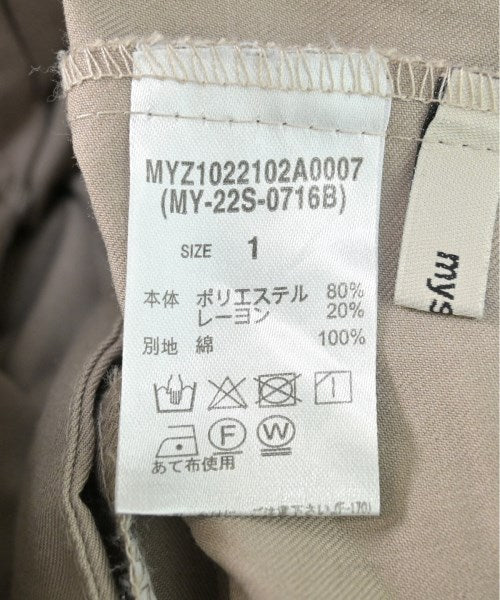 MYZ1022102A0007
(MY-22S-0716B)
SIZE 1
本体 ポリエステル 80%
レーヨン 20%
別地 綿 100%
F W
あて布使用
mys